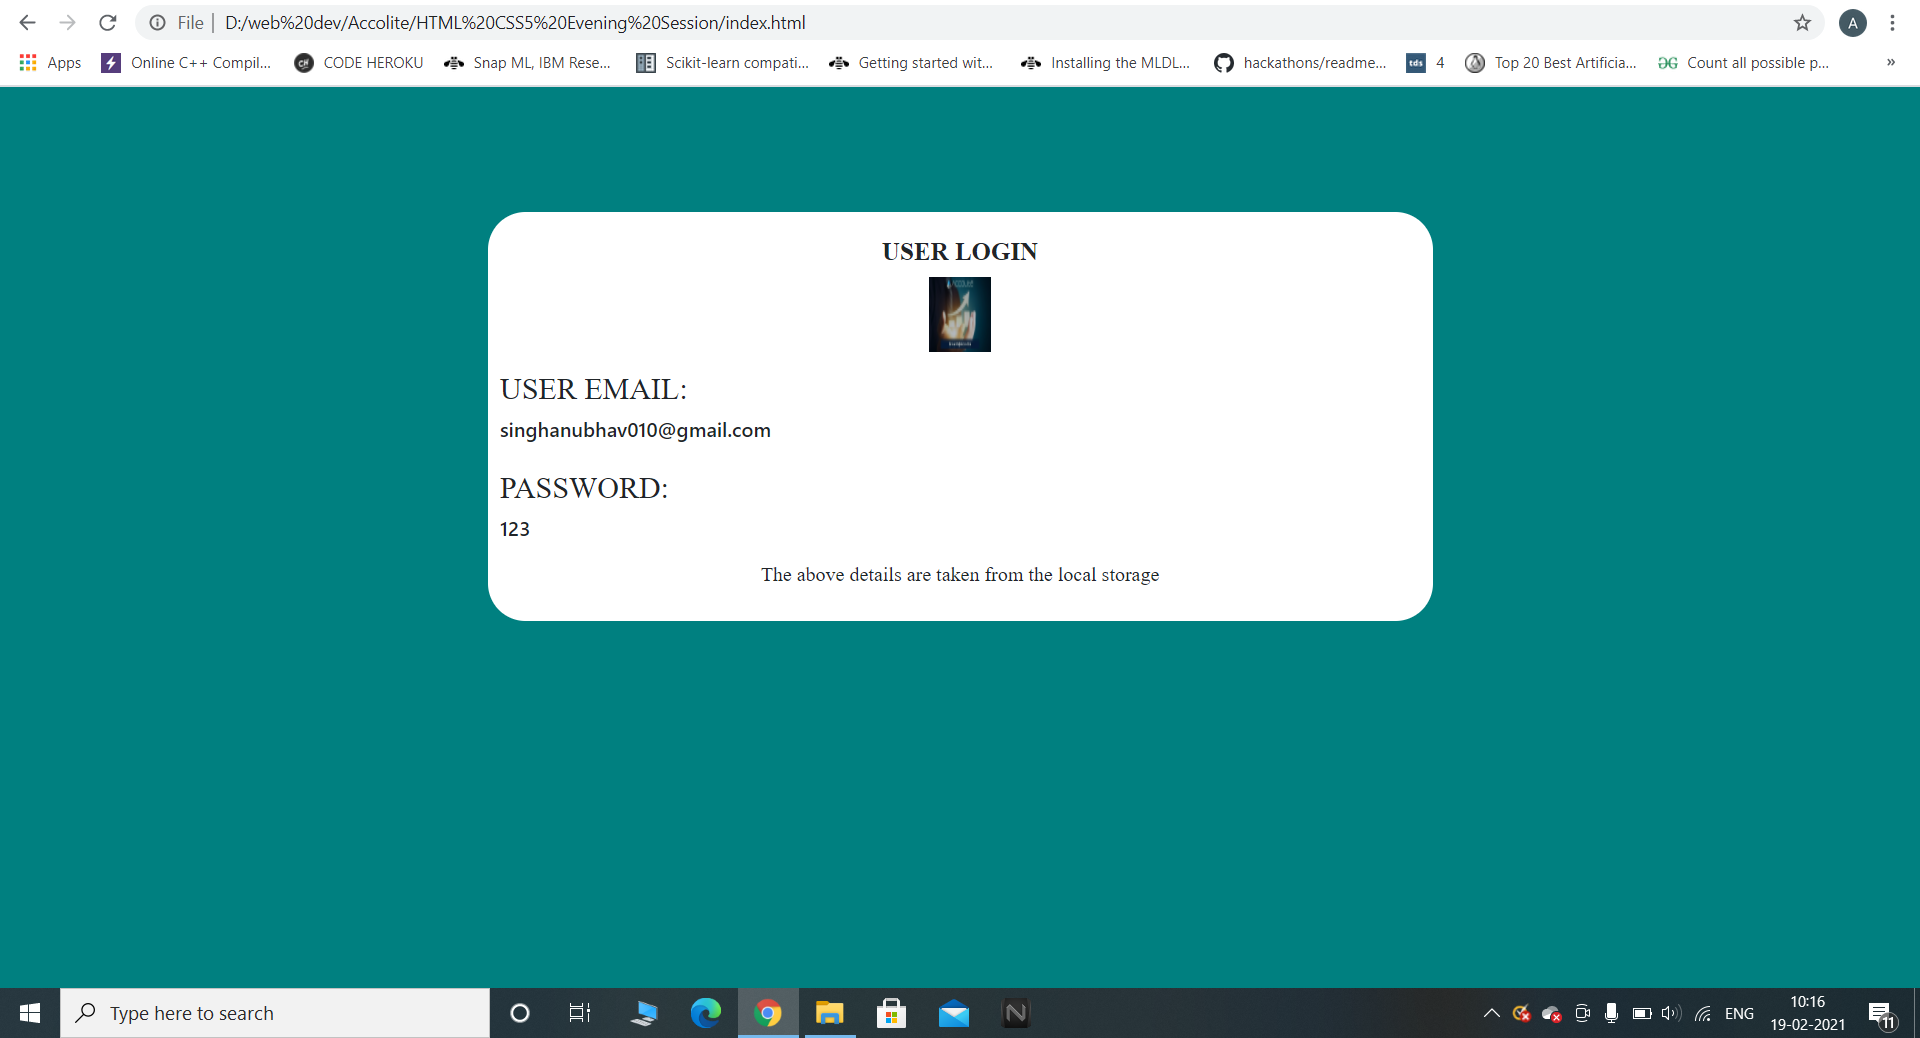 File | D:/web%20dev/Accolite/HTML%20CSS5%20Evening%20Session/index.html
A
Apps Online C++ Compil... CODE HEROKU Snap ML, IBM Rese... Scikit-learn compati... Getting started wit... Installing the MLDL... hackathons/readme... tds 4 Top 20 Best Artificia... Count all possible p... »
USER LOGIN
USER EMAIL:
singhanubhav010@gmail.com
PASSWORD:
123
The above details are taken from the local storage
Type here to search
ENG
10:16
19-02-2021
11